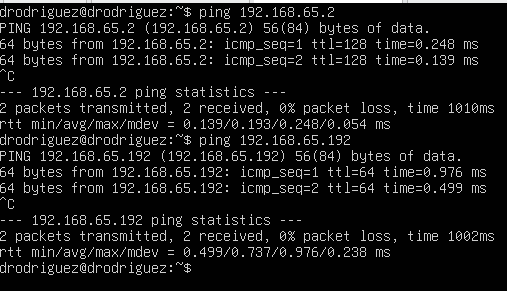 drodriguez@drodriguez:~$ ping 192.168.65.2
PING 192.168.65.2 (192.168.65.2) 56(84) bytes of data.
64 bytes from 192.168.65.2: icmp_seq=1 ttl=128 time=0.248 ms
64 bytes from 192.168.65.2: icmp_seq=2 ttl=128 time=0.139 ms
^C
--- 192.168.65.2 ping statistics ---
2 packets transmitted, 2 received, 0% packet loss, time 1010ms
rtt min/avg/max/mdev = 0.139/0.193/0.248/0.054 ms
drodriguez@drodriguez:~$ ping 192.168.65.192
PING 192.168.65.192 (192.168.65.192) 56(84) bytes of data.
64 bytes from 192.168.65.192: icmp_seq=1 ttl=64 time=0.976 ms
64 bytes from 192.168.65.192: icmp_seq=2 ttl=64 time=0.499 ms
^C
--- 192.168.65.192 ping statistics ---
2 packets transmitted, 2 received, 0% packet loss, time 1002ms
rtt min/avg/max/mdev = 0.499/0.737/0.976/0.238 ms
drodriguez@drodriguez:~$